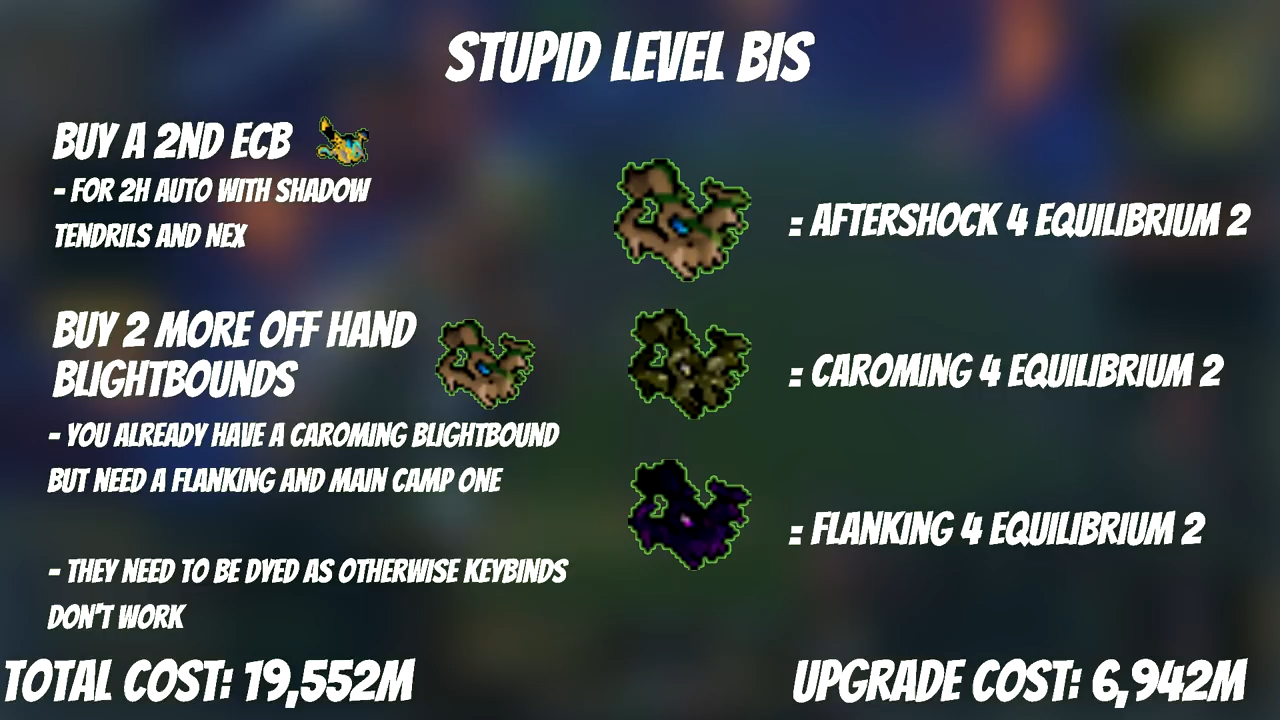 STUPID LEVEL BIS
BUY A 2ND ECB
- FOR 2H AUTO WITH SHADOW
TENDRILS AND NEX
BUY 2 MORE OFF HAND
BLIGHTBOUNDS
- YOU ALREADY HAVE A CAROMING BLIGHTBOUND
BUT NEED A FLANKING AND MAIN CAMP ONE
- THEY NEED TO BE DYED AS OTHERWISE KEYBINDS
DON'T WORK
= AFTERSHOCK 4 EQUILIBRIUM 2
= CAROMING 4 EQUILIBRIUM 2
= FLANKING 4 EQUILIBRIUM 2
TOTAL COST: 19,552M
UPGRADE COST: 6,942M